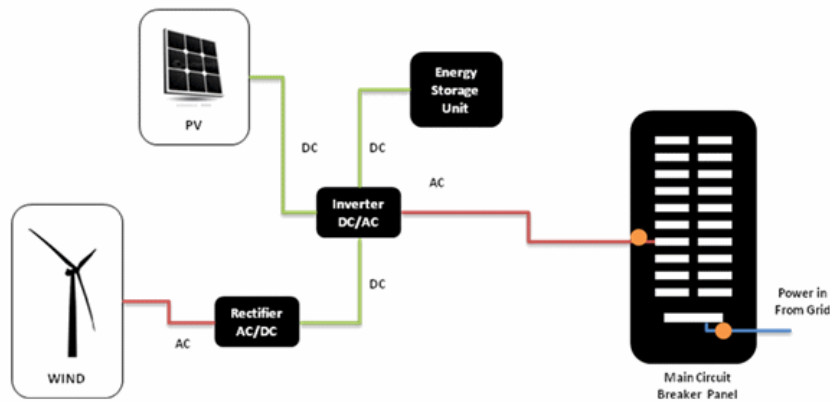 PV
Energy
Storage
Unit
DC
DC
AC
Inverter
DC/AC
DC
Rectifier
AC/DC
AC
WIND
Power in
From Grid
Main Circuit
Breaker Panel